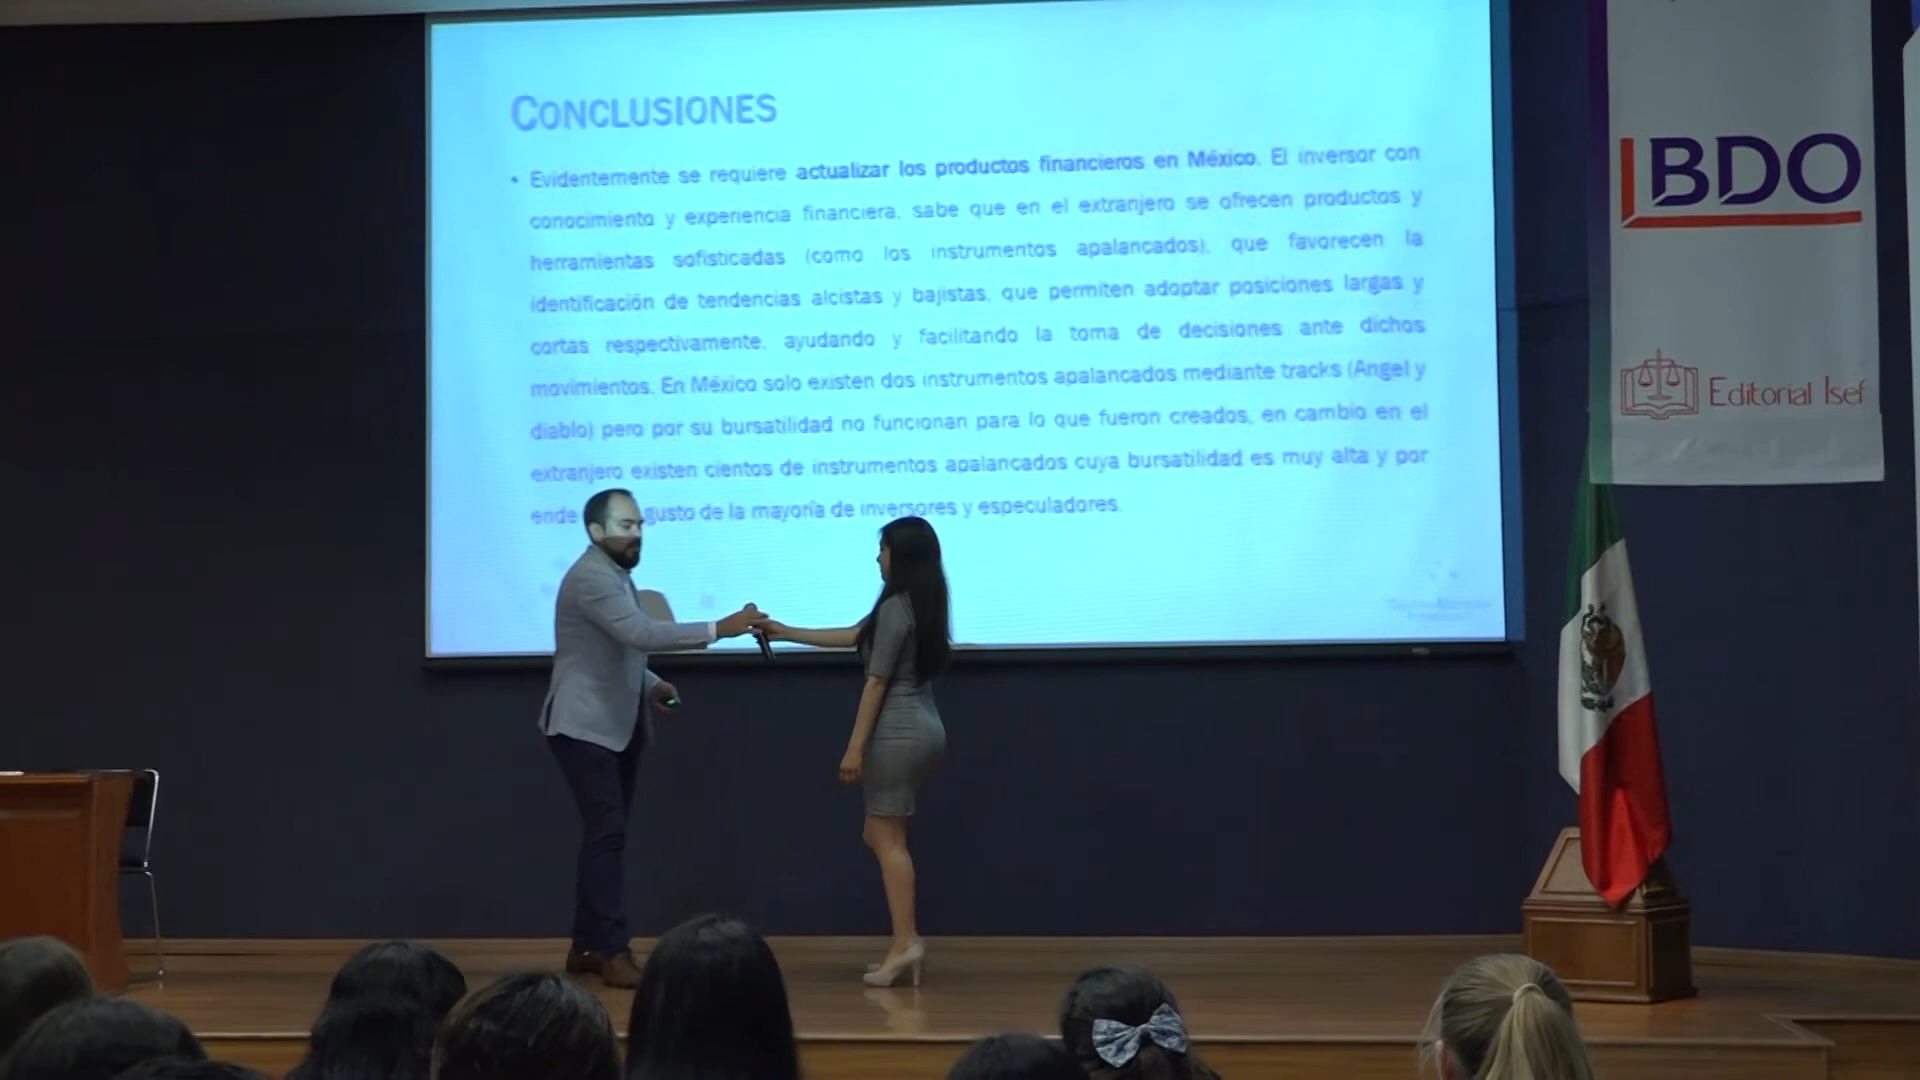 CONCLUSIONES
• Evidentemente se requiere actualizar los productos financieros en México. El inversor con
conocimiento y experiencia financiera, sabe que en el extranjero se ofrecen productos y
herramientas sofisticadas (como los instrumentos apalancados), que favorecen la
identificación de tendencias alcistas y bajistas, que permiten adoptar posiciones largas y
cortas respectivamente, ayudando y facilitando la toma de decisiones ante dichos
movimientos. En México solo existen dos instrumentos apalancados mediante tracks (Angel y
diablo) pero por su bursatilidad no funcionan para lo que fueron creados, en cambio en el
extranjero existen cientos de instrumentos apalancados cuya bursatilidad es muy alta y por
ende gusto de la mayoría de inversores y especuladores.
BDO
Editorial Isef